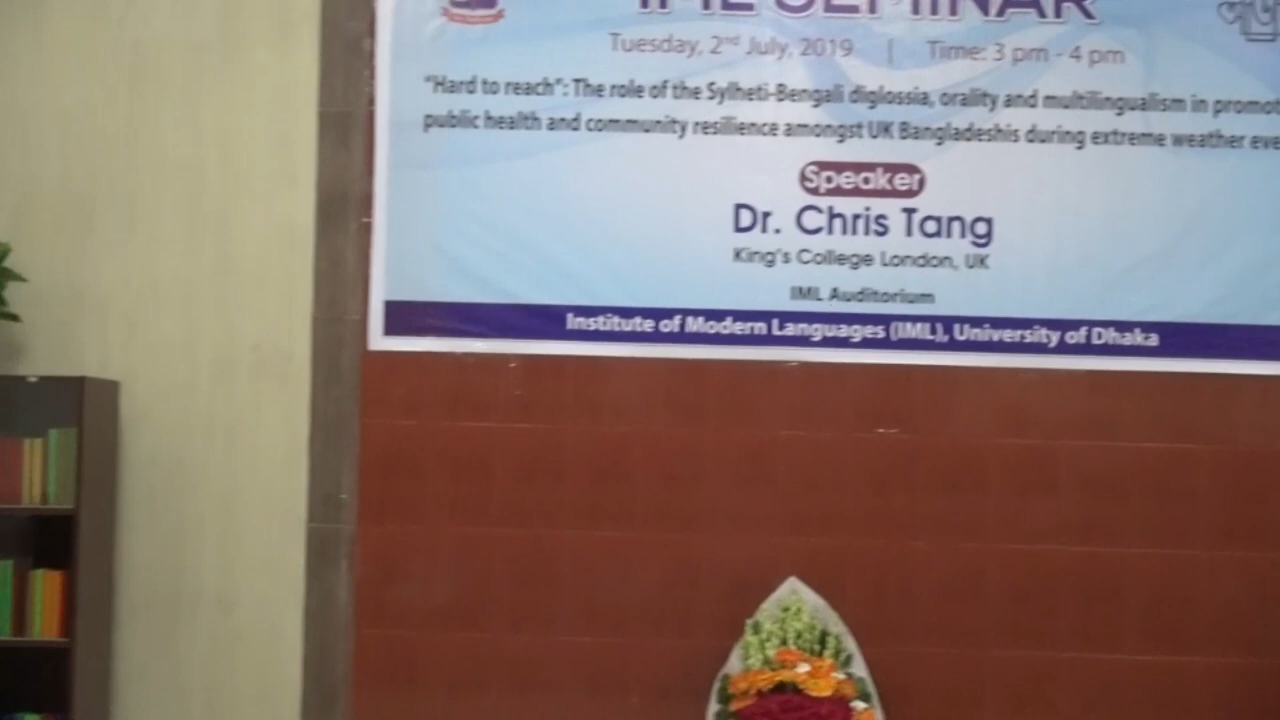 IML SEMINAR
Tuesday, 2nd July, 2019 | Time: 3 pm - 4 pm
"Hard to reach": The role of the Sylheti-Bengali diglossia, orality and multilingualism in promot
public health and community resilience amongst UK Bangladeshis during extreme weather eve
Speaker
Dr. Chris Tang
King's College London, UK
IML Auditorium
Institute of Modern Languages (IML), University of Dhaka